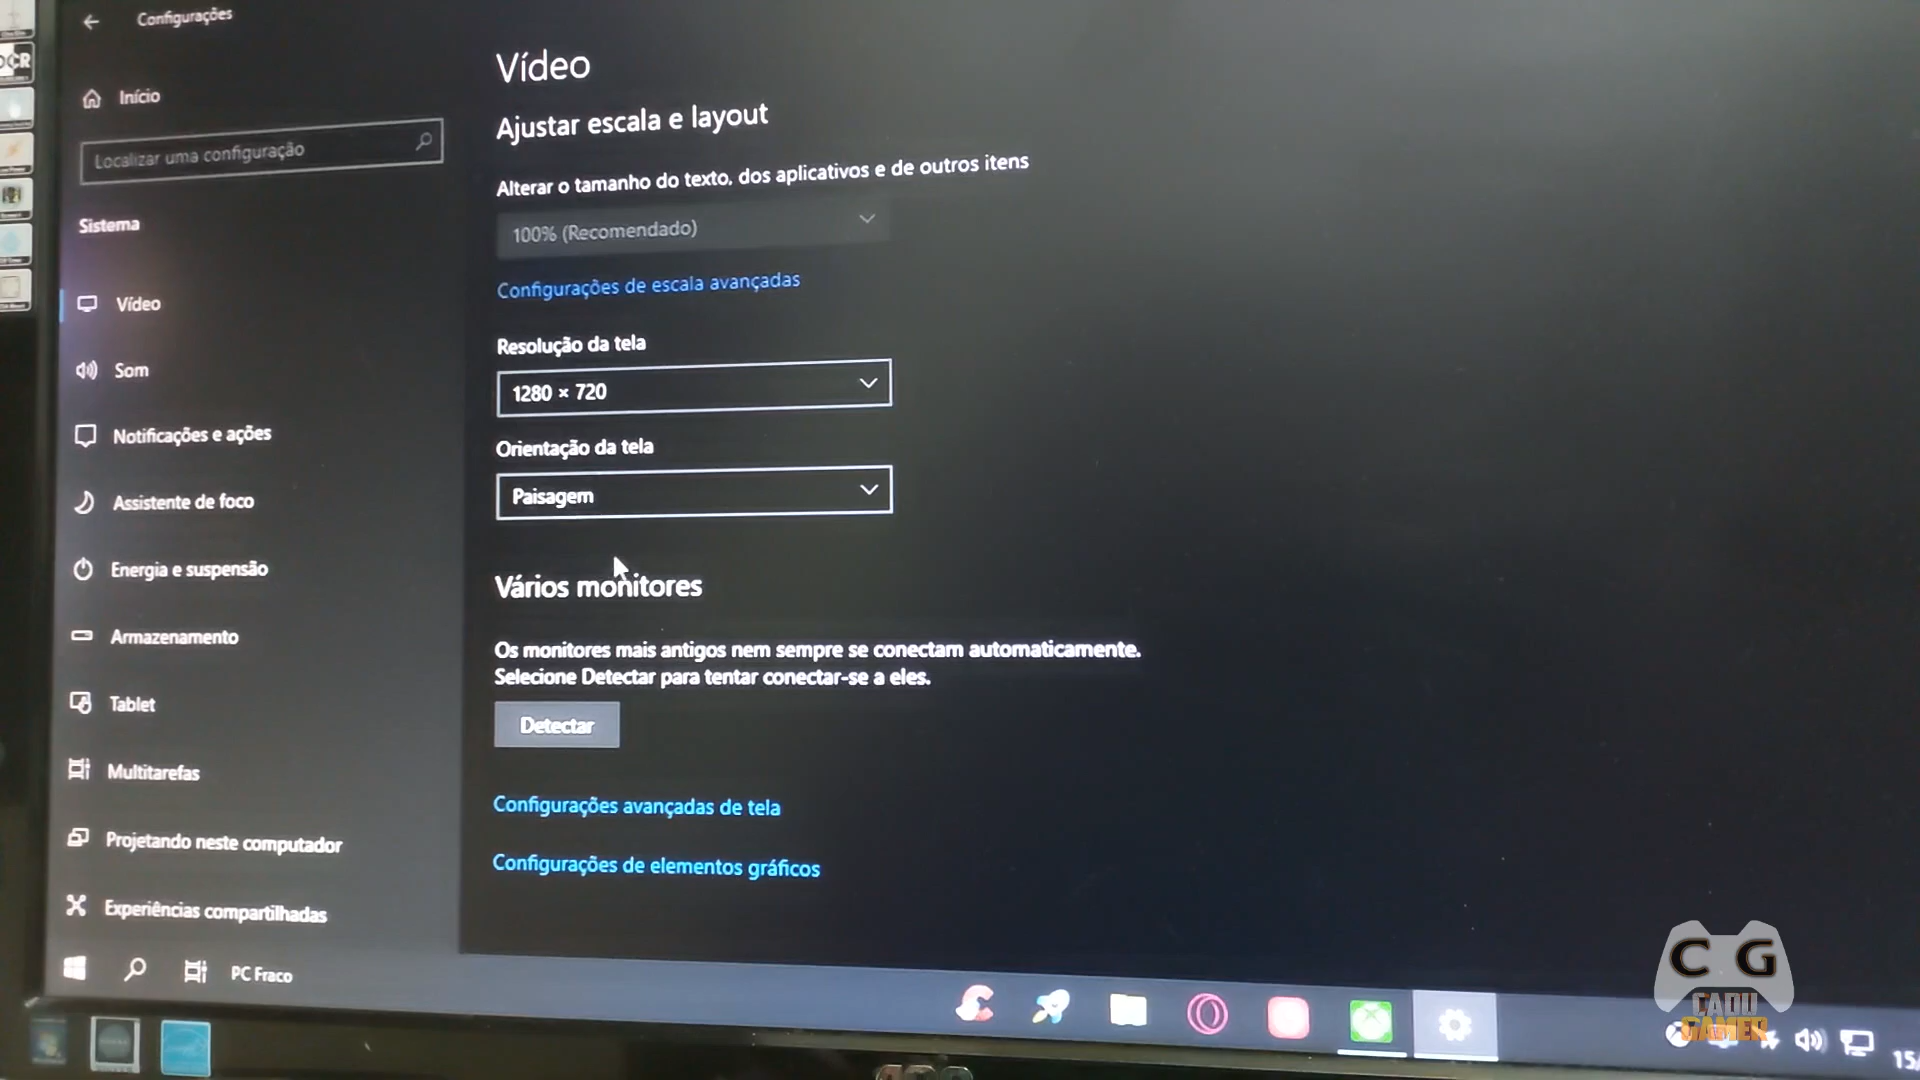 Configurações
Início
Localizar uma configuração
Sistema
Vídeo
Som
Notificações e ações
Assistente de foco
Energia e suspensão
Armazenamento
Tablet
Multitarefas
Projetando neste computador
Experiências compartilhadas
Vídeo
Ajustar escala e layout
Alterar o tamanho do texto, dos aplicativos e de outros itens
100% (Recomendado)
Configurações de escala avançadas
Resolução da tela
1280 × 720
Orientação da tela
Paisagem
Vários monitores
Os monitores mais antigos nem sempre se conectam automaticamente.
Selecione Detectar para tentar conectar-se a eles.
Detectar
Configurações avançadas de tela
Configurações de elementos gráficos
PC Fraco
C G
CADU
GAMER